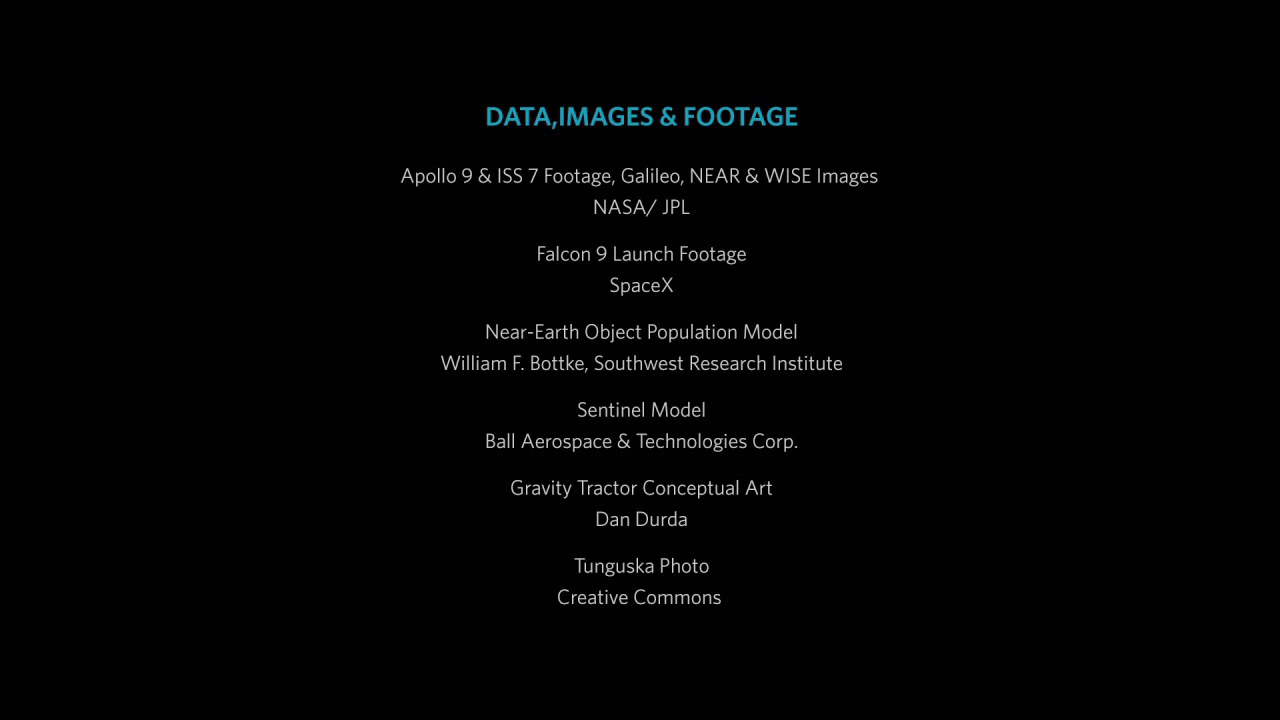 DATA,IMAGES & FOOTAGE
Apollo 9 & ISS 7 Footage, Galileo, NEAR & WISE Images
NASA/ JPL
Falcon 9 Launch Footage
SpaceX
Near-Earth Object Population Model
William F. Bottke, Southwest Research Institute
Sentinel Model
Ball Aerospace & Technologies Corp.
Gravity Tractor Conceptual Art
Dan Durda
Tunguska Photo
Creative Commons